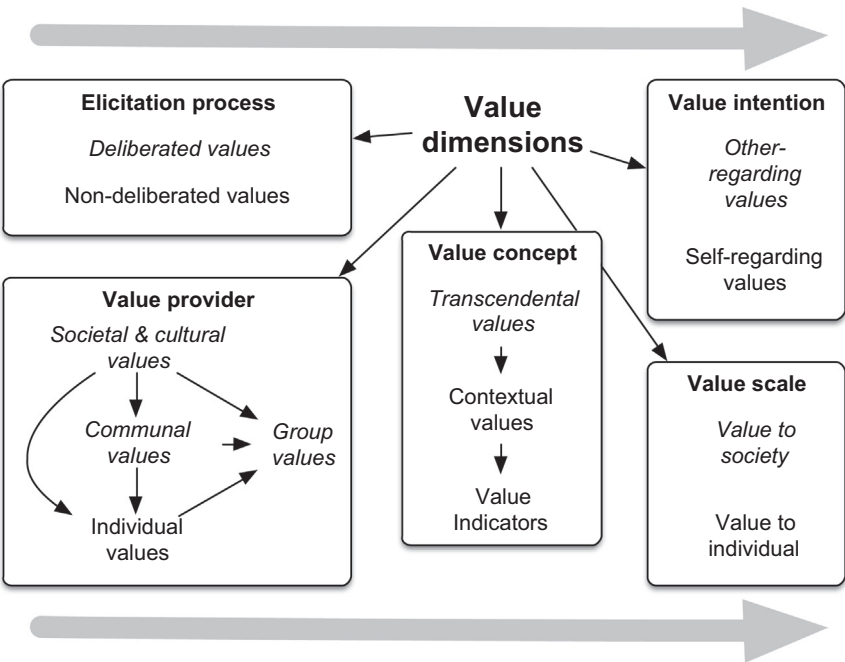 Value
dimensions
Elicitation process
Deliberated values
Non-deliberated values
Value provider
Societal & cultural
values
Communal
values
Group
values
Individual
values
Value concept
Transcendental
values
Contextual
values
Value
Indicators
Value intention
Other-
regarding
values
Self-regarding
values
Value scale
Value to
society
Value to
individual